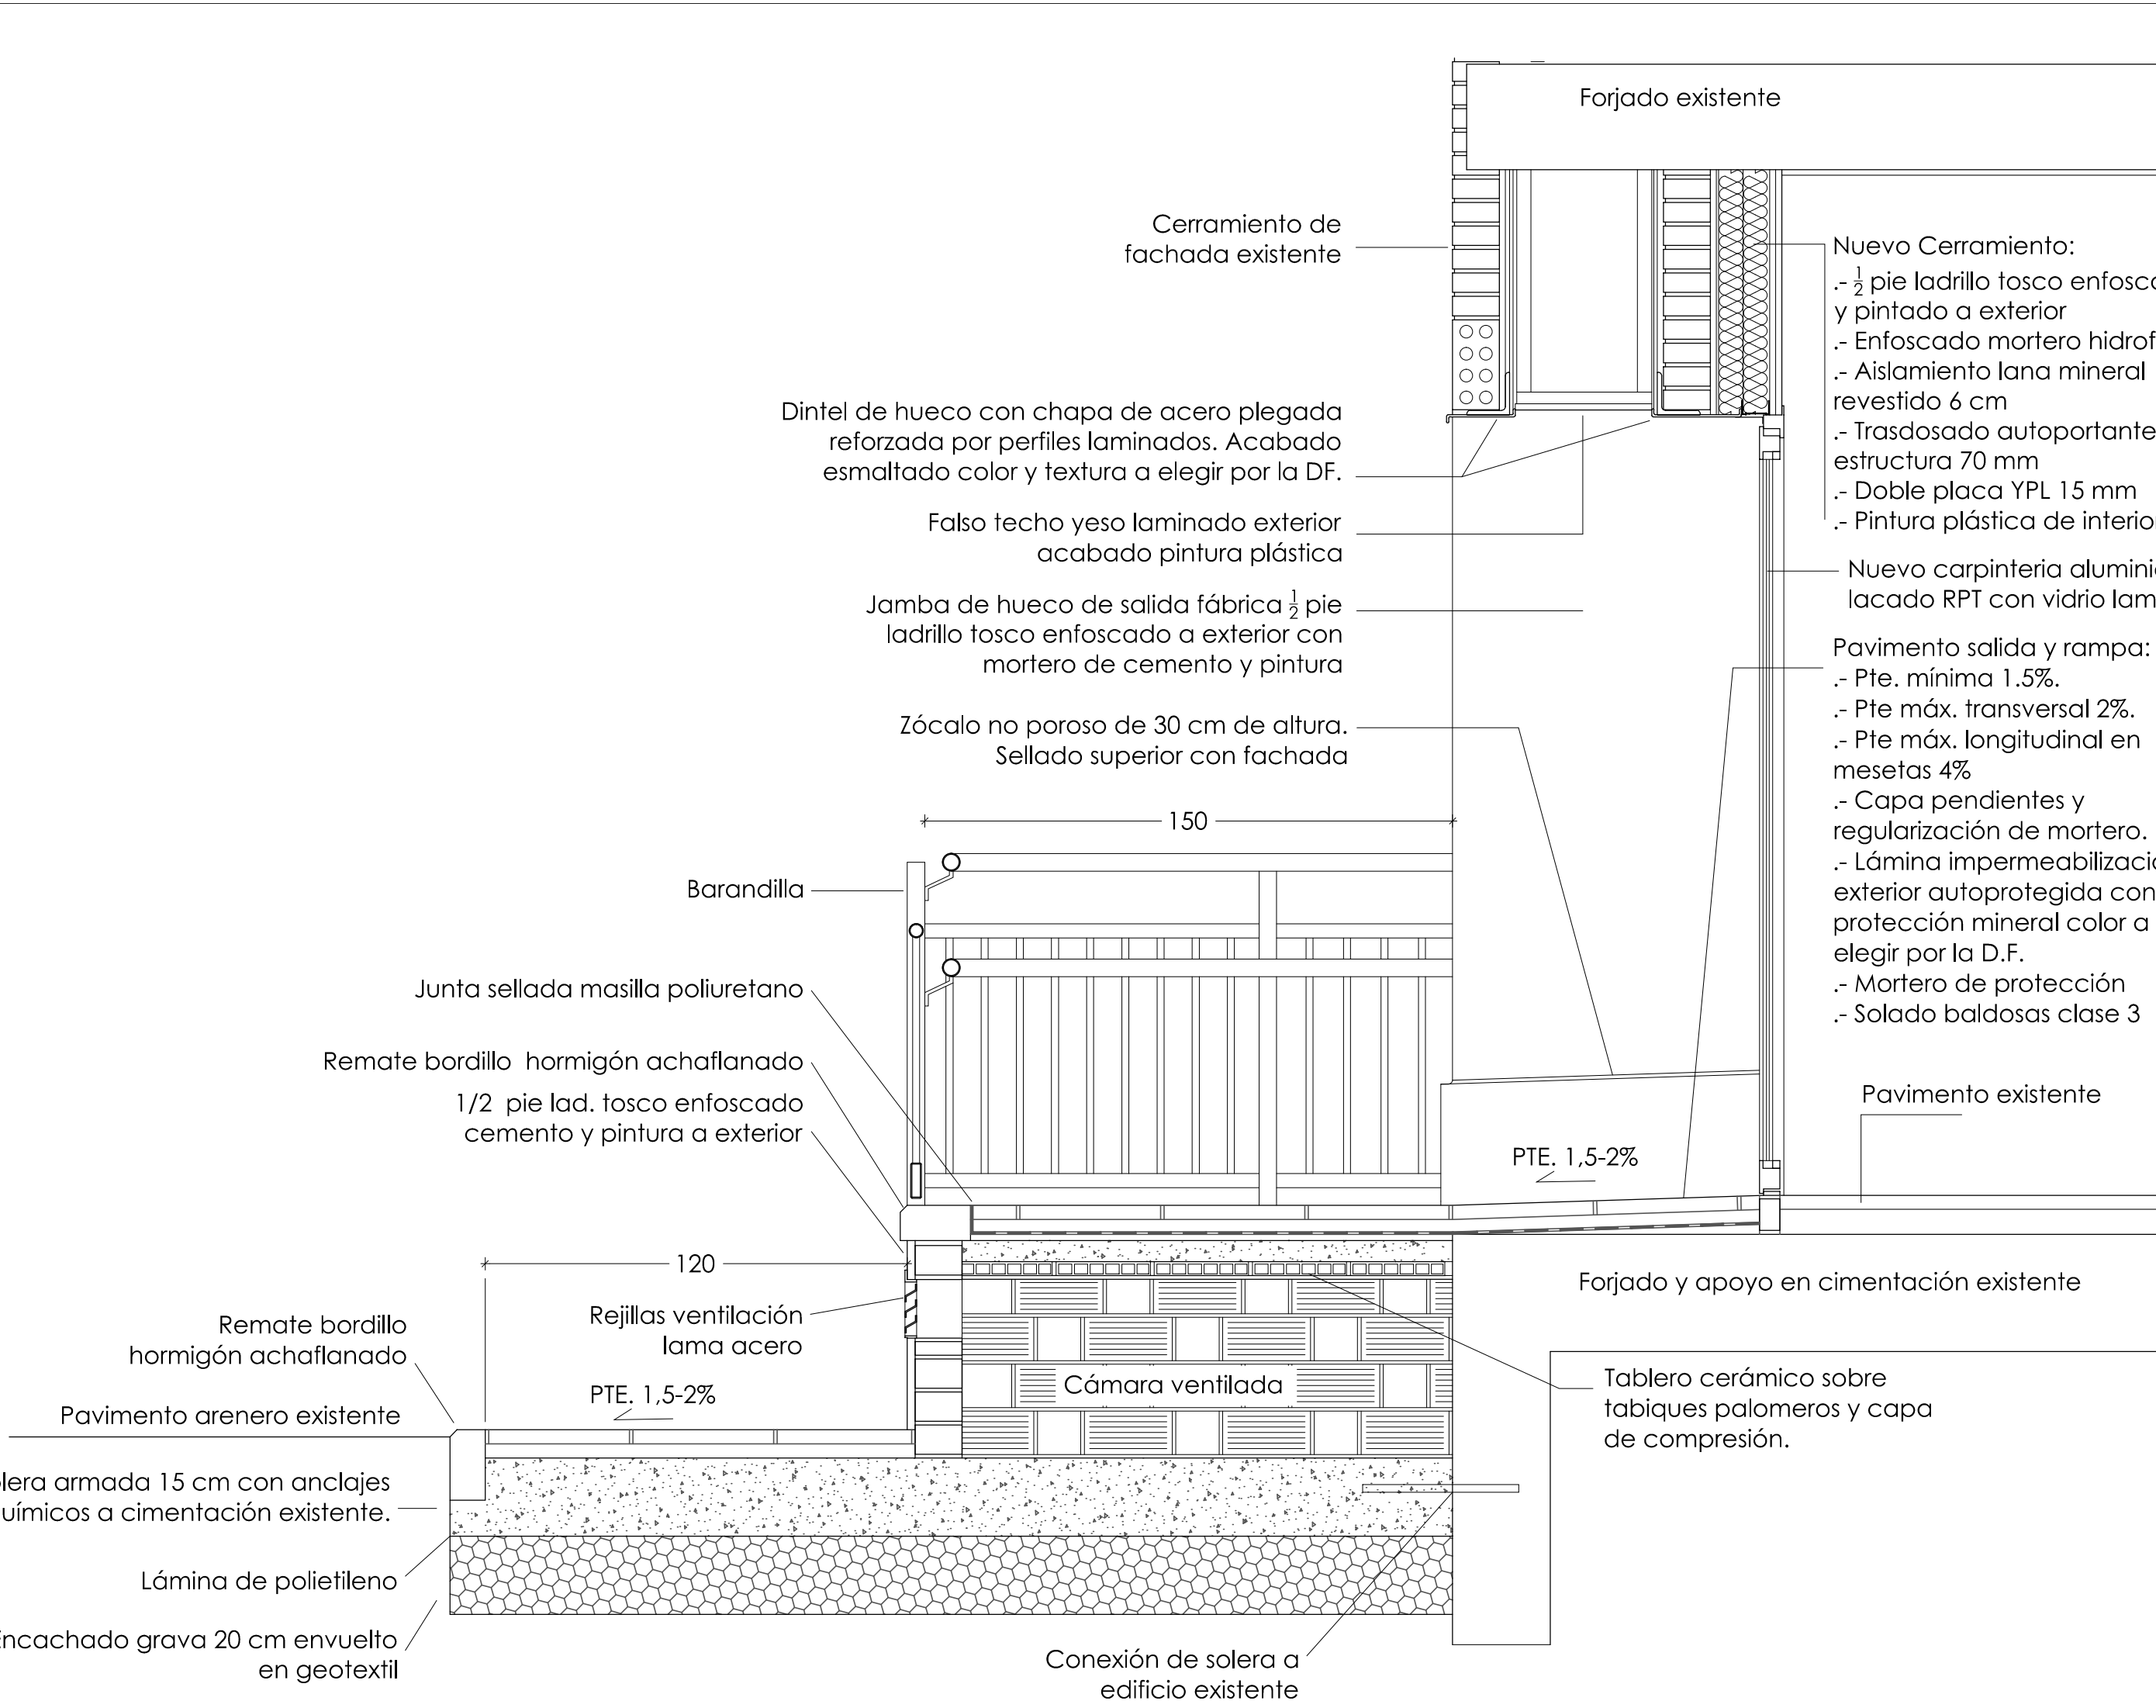 Forjado existente
Cerramiento de
fachada existente
Dintel de hueco con chapa de acero plegada
reforzada por perfiles laminados. Acabado
esmaltado color y textura a elegir por la DF.
Falso techo yeso laminado exterior
acabado pintura plástica
Jamba de hueco de salida fábrica ½ pie
ladrillo tosco enfoscado a exterior con
mortero de cemento y pintura
Zócalo no poroso de 30 cm de altura.
Sellado superior con fachada
Nuevo Cerramiento:
.- ½ pie ladrillo tosco
y pintado a exterior
.- Enfoscado mortero
.- Aislamiento lana mineral
revestido 6 cm
.- Trasdosado autoportante
estructura 70 mm
.- Doble placa YPL 15 mm
.- Pintura plástica de
Nuevo carpinteria
lacado RPT con vidrio
Pavimento salida y rampa:
.- Pte. mínima 1.5%.
.- Pte máx. transversal 2%.
.- Pte máx. longitudinal en
mesetas 4%
.- Capa pendientes y
regularización de mortero.
.- Lámina
exterior autoprotegida con
protección mineral color a
elegir por la D.F.
.- Mortero de protección
.- Solado baldosas clase 3
Pavimento existente
150
Barandilla
Junta sellada masilla poliuretano
Remate bordillo hormigón achaflanado
1/2 pie lad. tosco enfoscado
cemento y pintura a exterior
PTE. 1,5-2%
120
Rejillas ventilación
lama acero
Remate bordillo
hormigón achaflanado
PTE. 1,5-2%
Pavimento arenero existente
Cámara ventilada
Forjado y apoyo en cimentación existente
Tablero cerámico sobre
tabiques palomeros y capa
de compresión.
armada 15 cm con anclajes
a cimentación existente.
Lámina de polietileno
Encachado grava 20 cm envuelto
en geotextil
Conexión de solera a
edificio existente